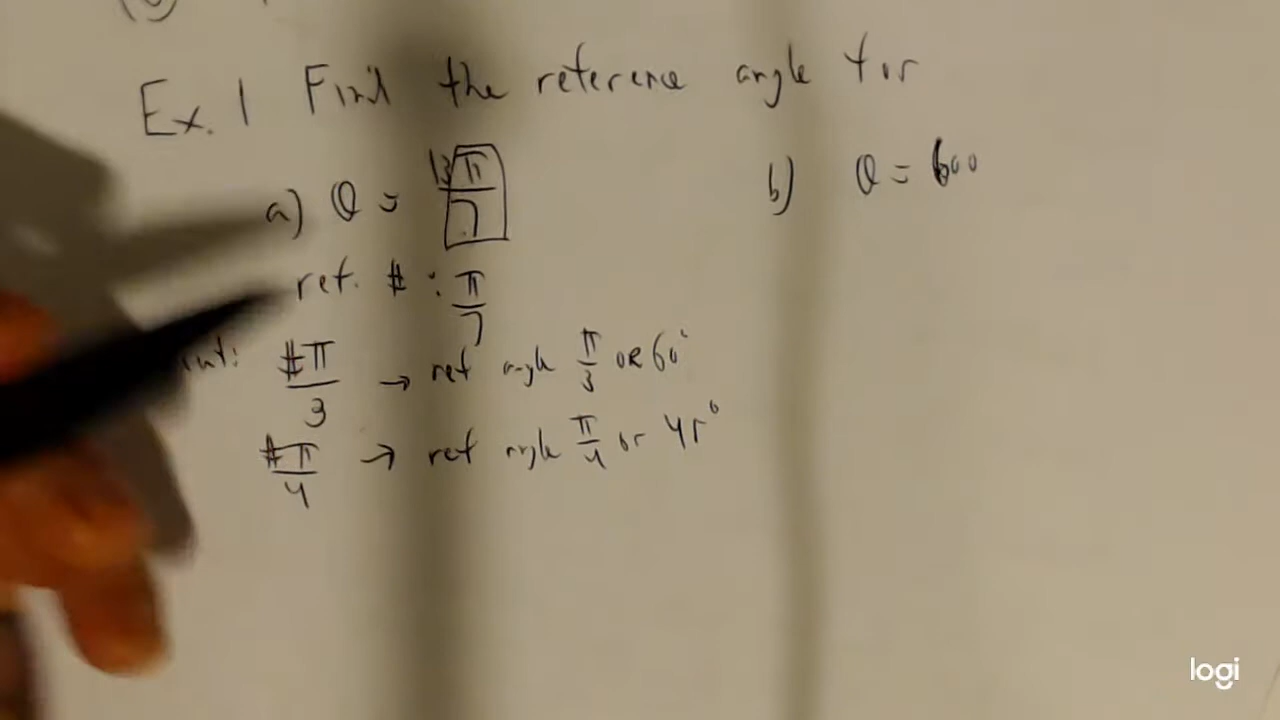 Ex. 1 Find the reference angle for
a) θ = 13π/7
b) θ = 600
ref. # : π/7
#π/3 → ref angle π/3 OR 60°
#π/4 → ref angle π/4 or 45°
logi